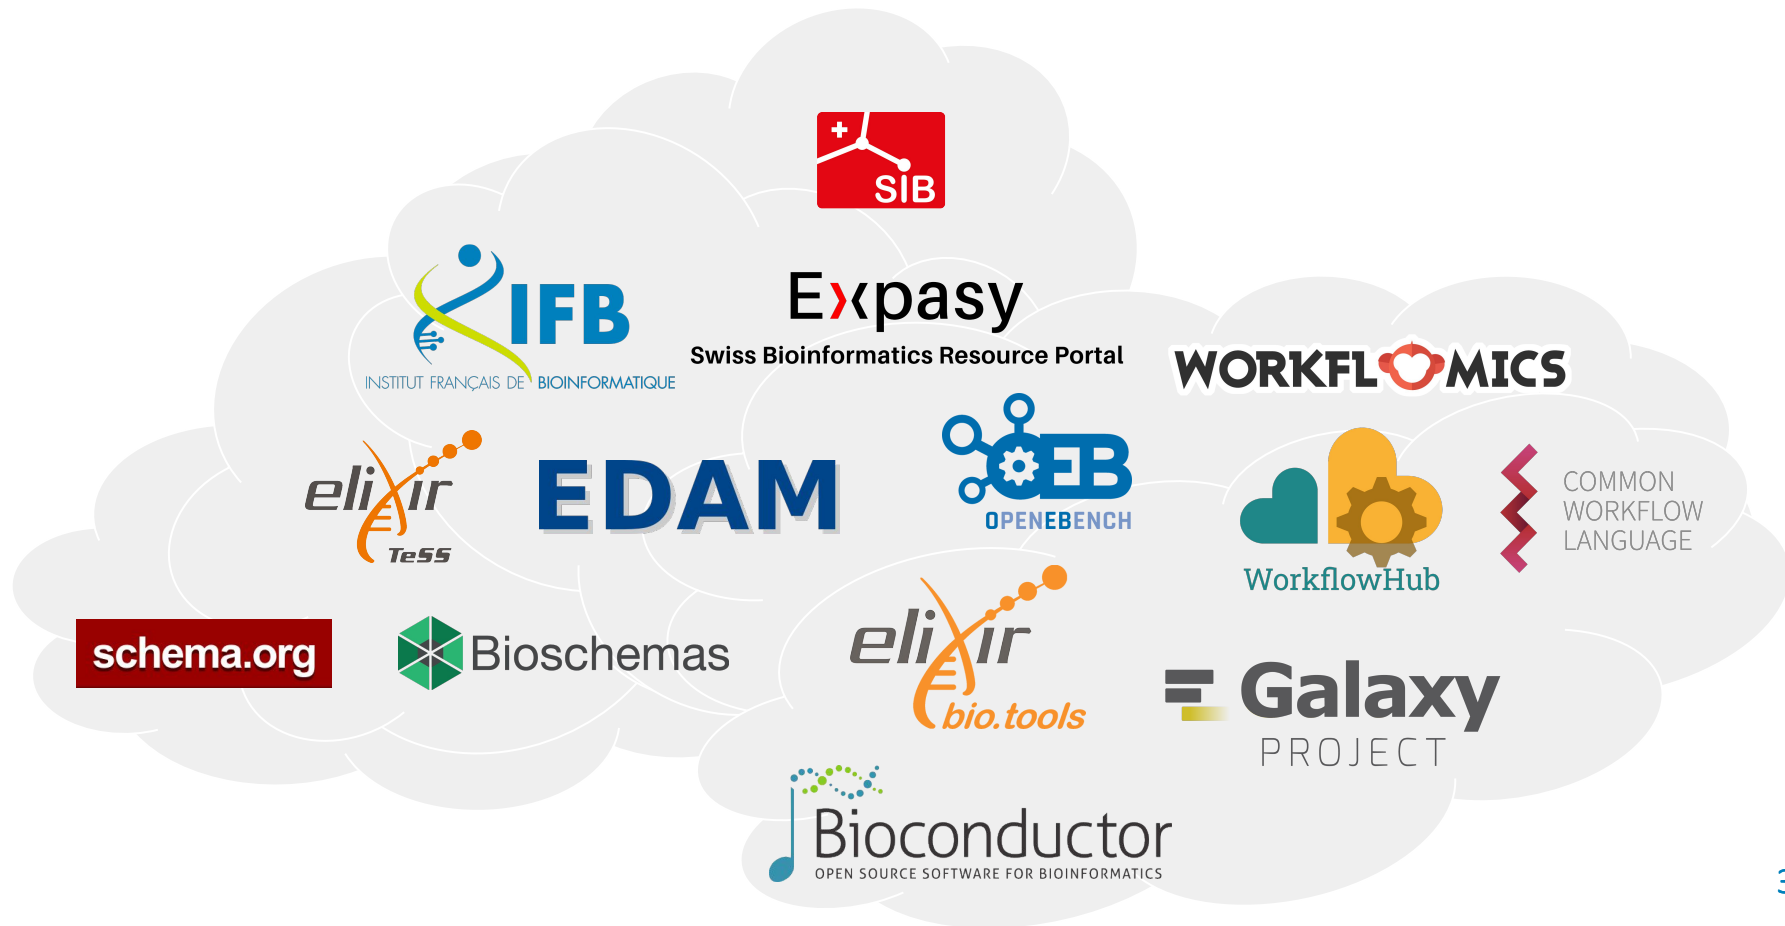 SIB
IFB
INSTITUT FRANÇAIS DE BIOINFORMATIQUE
Expasy
Swiss Bioinformatics Resource Portal
WORKFLOMICS
elixir
TeSS
EDAM
OEB
OPENEBENCH
WorkflowHub
COMMON
WORKFLOW
LANGUAGE
schema.org
Bioschemas
elixir
bio.tools
Galaxy
PROJECT
Bioconductor
OPEN SOURCE SOFTWARE FOR BIOINFORMATICS